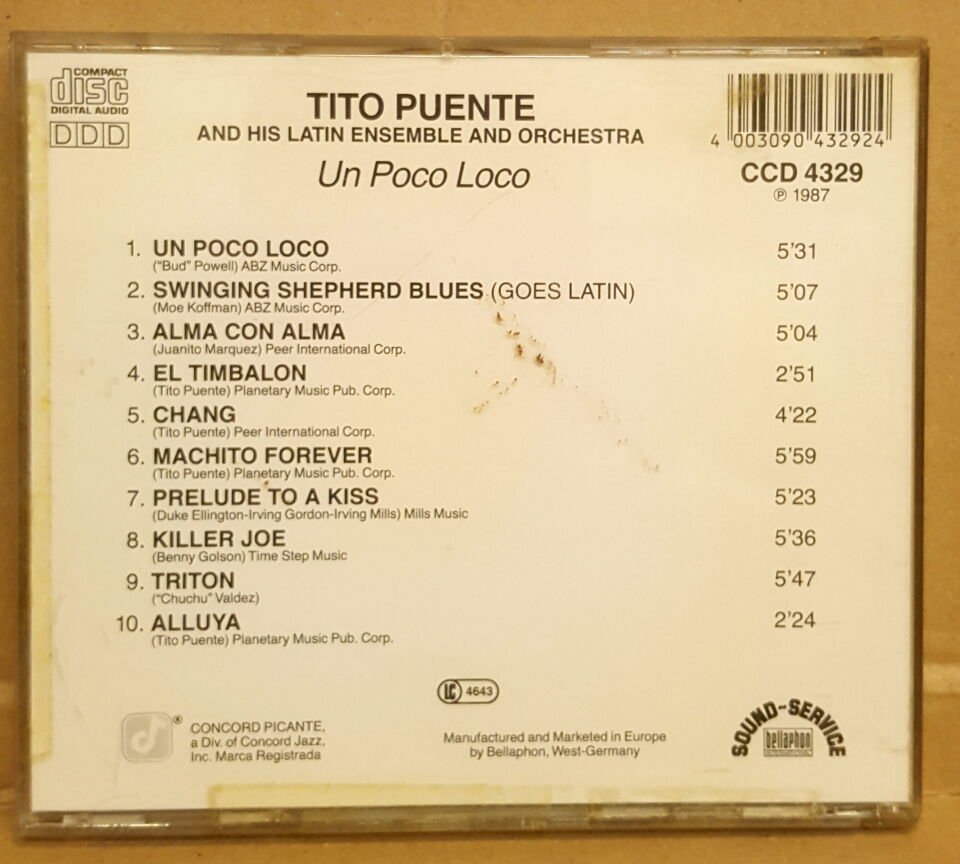 COMPACT
disc
DIGITAL AUDIO
DDD
TITO PUENTE
AND HIS LATIN ENSEMBLE AND ORCHESTRA
Un Poco Loco
4 003090 432924
CCD 4329
℗ 1987
1. UN POCO LOCO 5'31
("Bud" Powell) ABZ Music Corp.
2. SWINGING SHEPHERD BLUES (GOES LATIN) 5'07
(Moe Koffman) ABZ Music Corp.
3. ALMA CON ALMA 5'04
(Juanito Marquez) Peer International Corp.
4. EL TIMBALON 2'51
(Tito Puente) Planetary Music Pub. Corp.
5. CHANG 4'22
(Tito Puente) Peer International Corp.
6. MACHITO FOREVER 5'59
(Tito Puente) Planetary Music Pub. Corp.
7. PRELUDE TO A KISS 5'23
(Duke Ellington-Irving Gordon-Irving Mills) Mills Music
8. KILLER JOE 5'36
(Benny Golson) Time Step Music
9. TRITON 5'47
("Chuchu" Valdez)
10. ALLUYA 2'24
(Tito Puente) Planetary Music Pub. Corp.
LC 4643
®
CONCORD PICANTE,
a Div. of Concord Jazz,
Inc. Marca Registrada
Manufactured and Marketed in Europe
by Bellaphon, West-Germany
SOUND-SERVICE
bellaphon